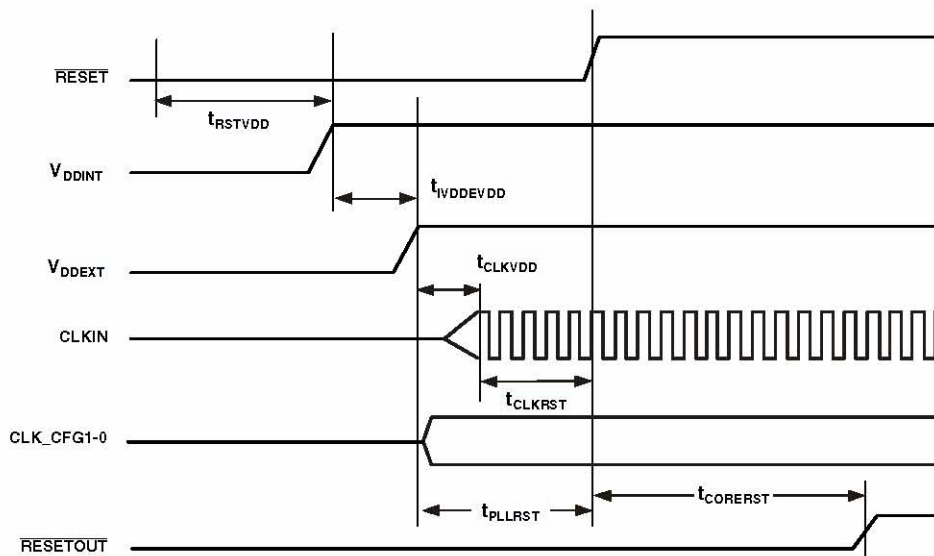 RESET
tRSTVDD
VDDINT
tIVDDEVDD
VDDEXT
tCLKVDD
CLKIN
tCLKRST
CLK_CFG1-0
tPLLRST
tCORERST
RESETOUT